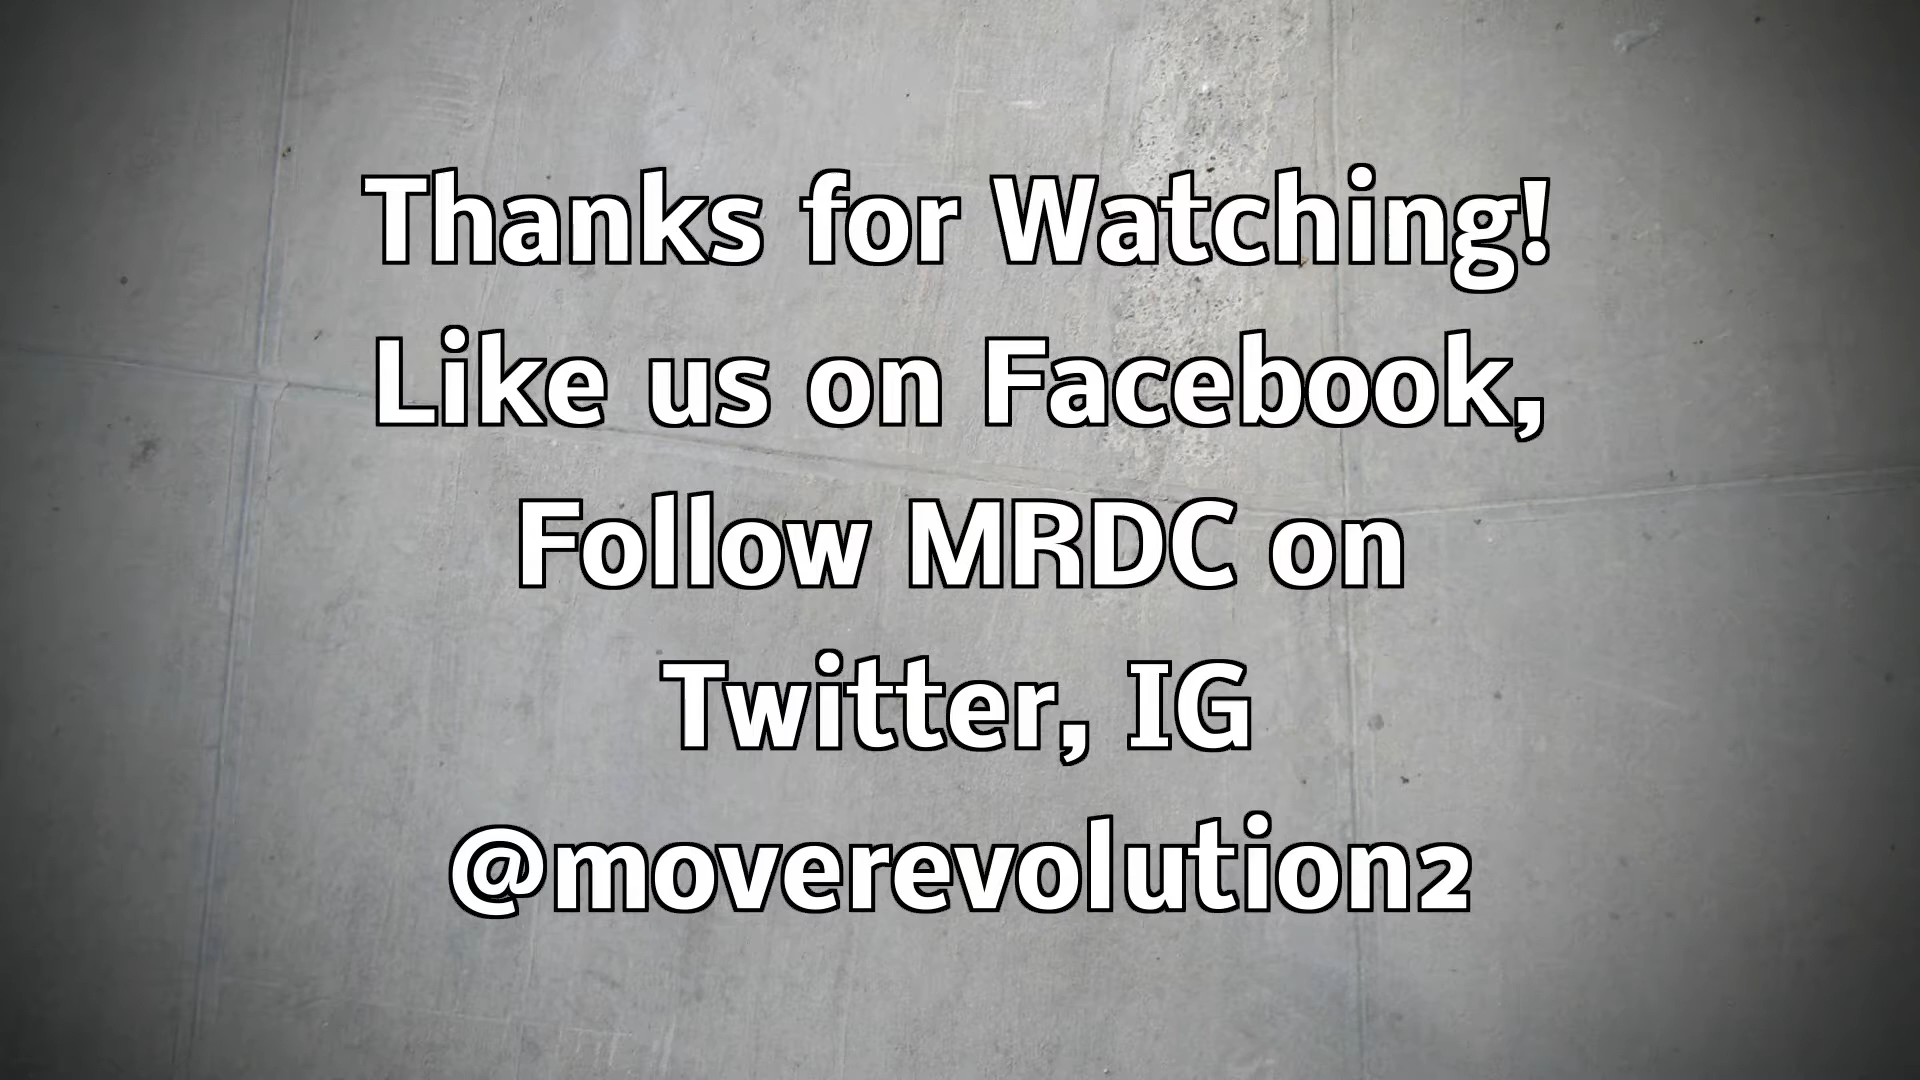 Thanks for Watching!
Like us on Facebook,
Follow MRDC on
Twitter, IG
@moverevolution2